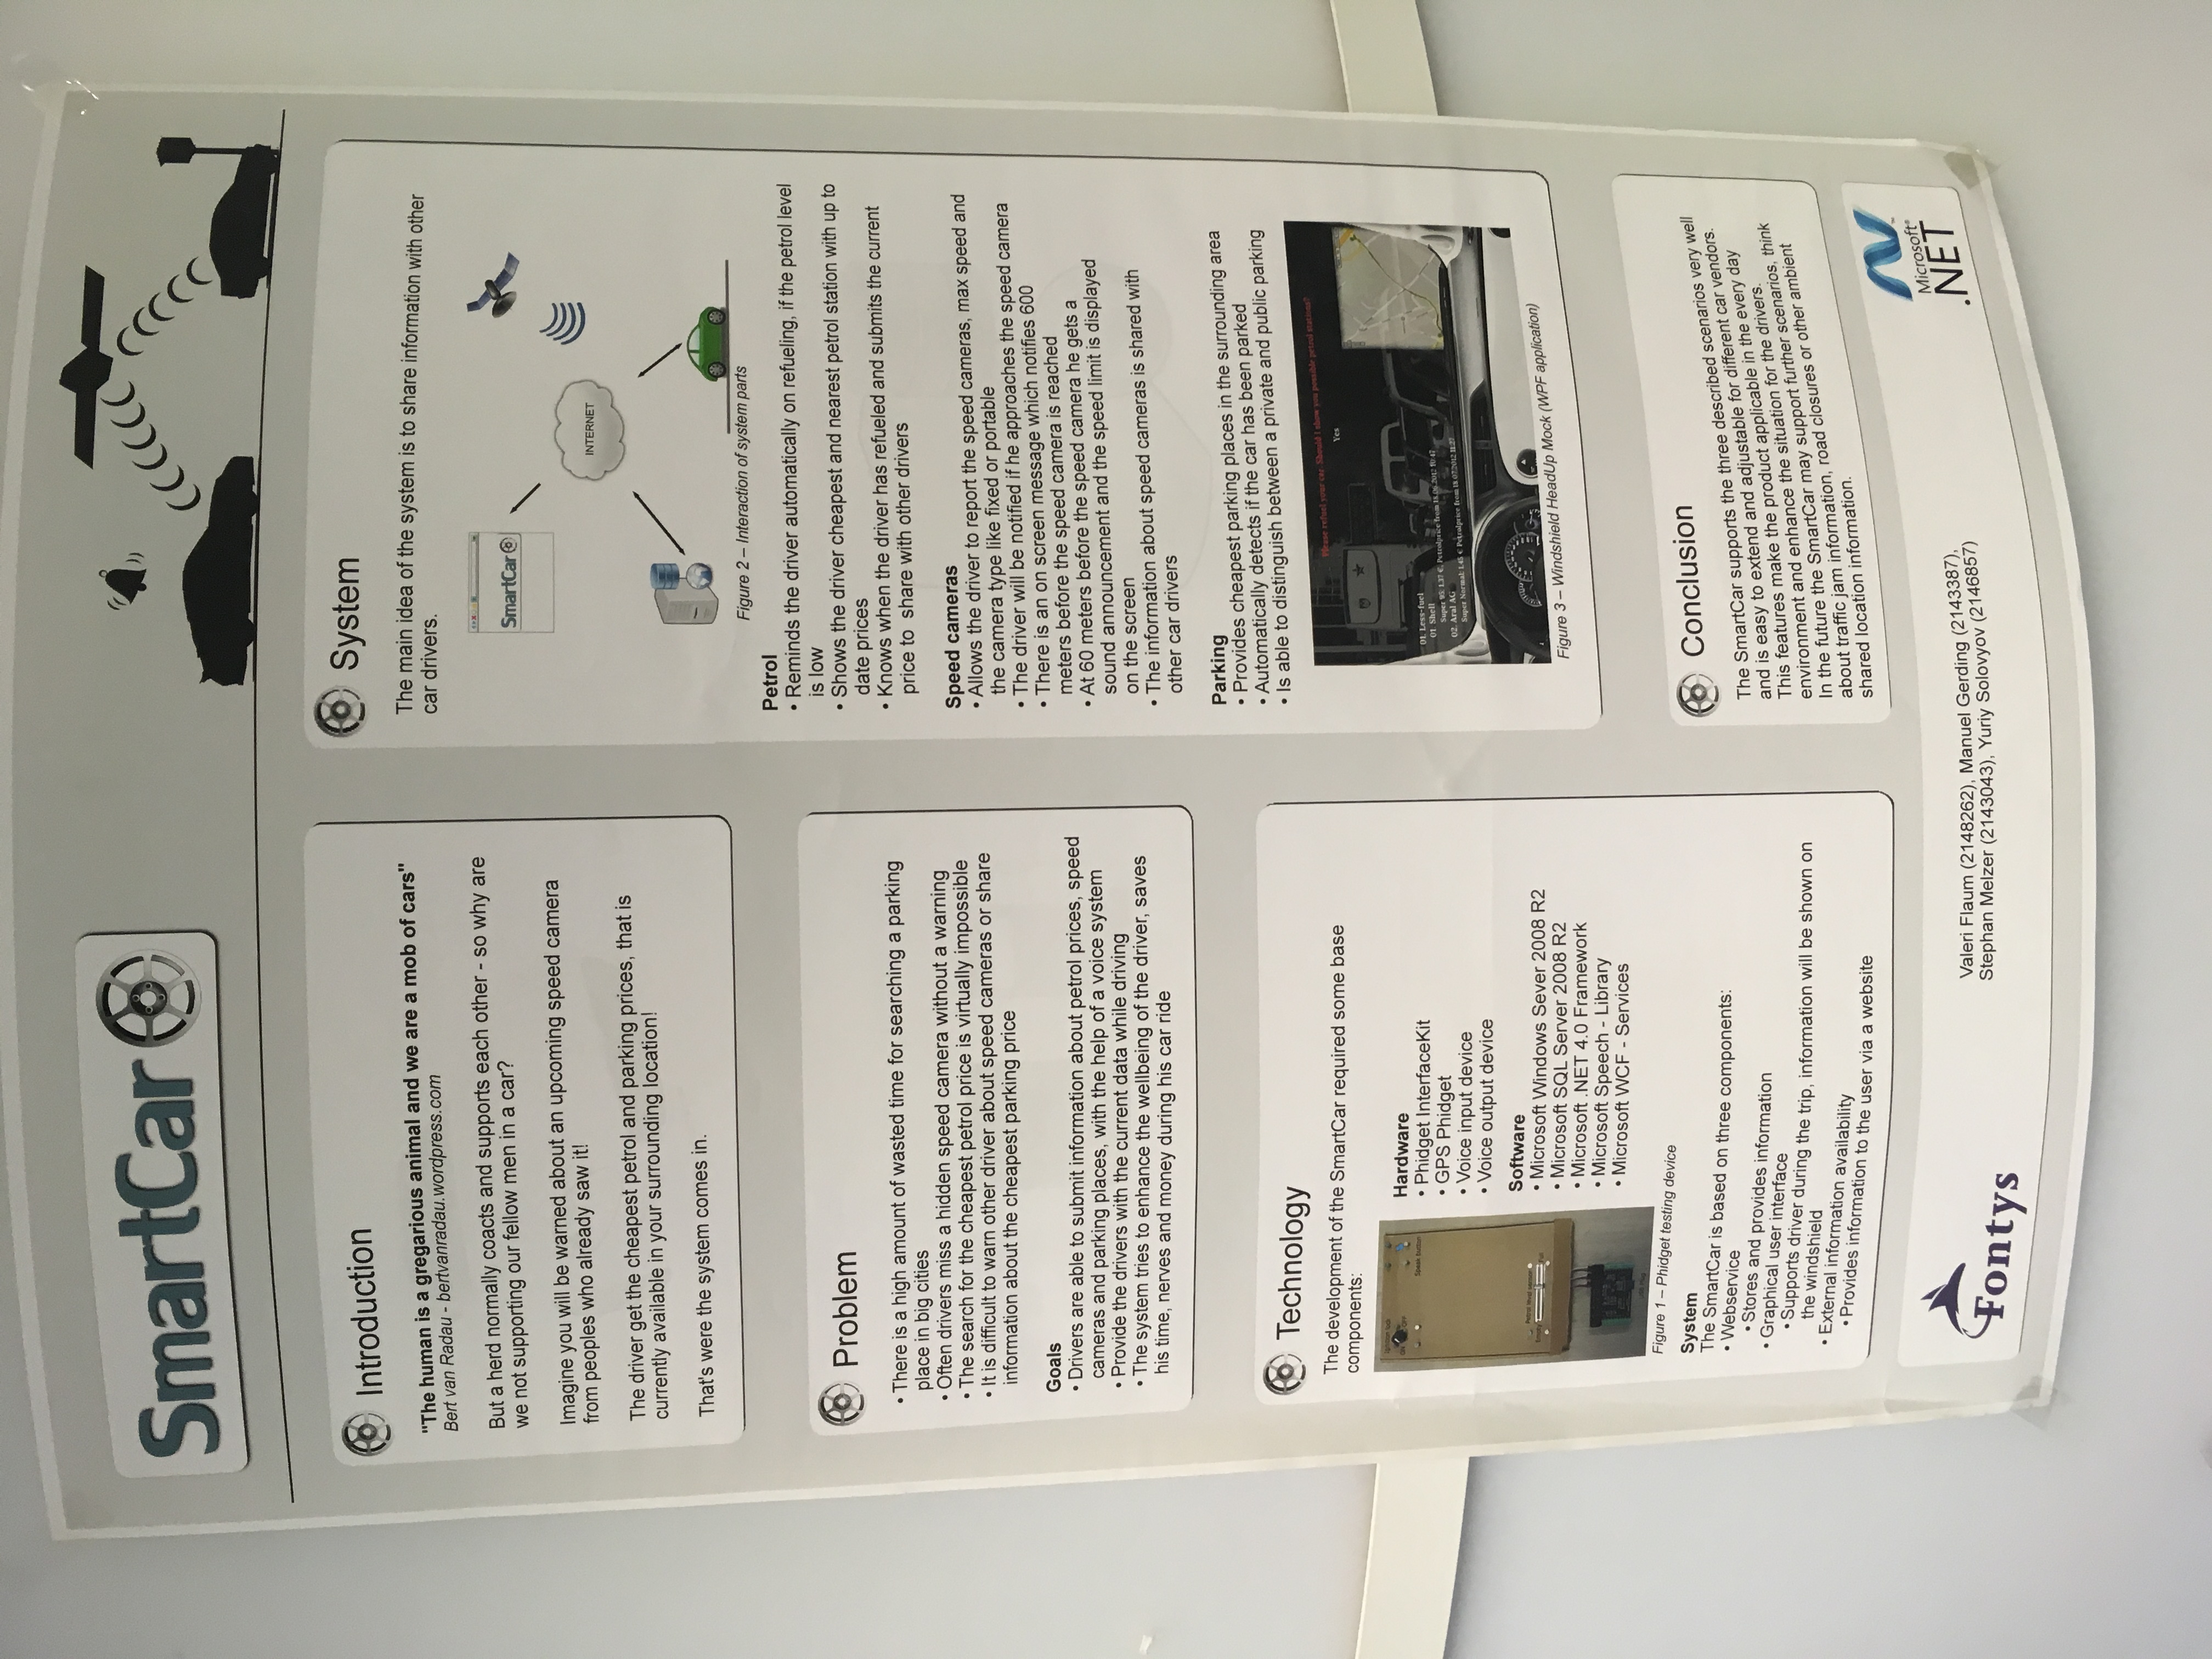 SmartCar
Introduction
"The human is a gregarious animal and we are a mob of cars"
Bert van Radau - bertvanradau.wordpress.com
But a herd normally coacts and supports each other - so why are
we not supporting our fellow men in a car?
Imagine you will be warned about an upcoming speed camera
from peoples who already saw it!
The driver get the cheapest petrol and parking prices, that is
currently available in your surrounding location!
That's were the system comes in.
Problem
• There is a high amount of wasted time for searching a parking
place in big cities
• Often drivers miss a hidden speed camera without a warning
• The search for the cheapest petrol price is virtually impossible
• It is difficult to warn other driver about speed cameras or share
information about the cheapest parking price
Goals
• Drivers are able to submit information about petrol prices, speed
cameras and parking places, with the help of a voice system
• Provide the drivers with the current data while driving
• The system tries to enhance the wellbeing of the driver, saves
his time, nerves and money during his car ride
Technology
The development of the SmartCar required some base
components:
Ignition lock
ON OFF
Speak button
Petrol level sensor
Empty Full
Hardware
• Phidget InterfaceKit
• GPS Phidget
• Voice input device
• Voice output device
Software
• Microsoft Windows Sever 2008 R2
• Microsoft SQL Server 2008 R2
• Microsoft .NET 4.0 Framework
• Microsoft Speech - Library
• Microsoft WCF - Services
Figure 1 – Phidget testing device
System
The SmartCar is based on three components:
• Webservice
• Stores and provides information
• Graphical user interface
• Supports driver during the trip, information will be shown on
the windshield
• External information availability
• Provides information to the user via a website
System
The main idea of the system is to share information with other
car drivers.
SmartCar
INTERNET
Figure 2 – Interaction of system parts
Petrol
• Reminds the driver automatically on refueling, if the petrol level
is low
• Shows the driver cheapest and nearest petrol station with up to
date prices
• Knows when the driver has refueled and submits the current
price to share with other drivers
Speed cameras
• Allows the driver to report the speed cameras, max speed and
the camera type like fixed or portable
• The driver will be notified if he approaches the speed camera
• There is an on screen message which notifies 600
meters before the speed camera is reached
• At 60 meters before the speed camera he gets a
sound announcement and the speed limit is displayed
on the screen
• The information about speed cameras is shared with
other car drivers
Parking
• Provides cheapest parking places in the surrounding area
• Automatically detects if the car has been parked
• Is able to distinguish between a private and public parking
Please refuel your car. Should I show you possible petrol stations?
Yes
01. Less-fuel
01. Shell
Super 95: 1.37 €, Petrolprice from 18.06.2012 10:47
02. Aral AG
Super Normal: 1.45 € Petrolprice from 18.07.2012 11:27
Figure 3 – Windshield HeadUp Mock (WPF application)
Conclusion
The SmartCar supports the three described scenarios very well
and is easy to extend and adjustable for different car vendors.
This features make the product applicable in the every day
environment and enhance the situation for the drivers.
In the future the SmartCar may support further scenarios, think
about traffic jam information, road closures or other ambient
shared location information.
Fontys
Valeri Flaum (2148262), Manuel Gerding (2143387),
Stephan Melzer (2143043), Yuriy Solovyov (2146857)
Microsoft®
.NET